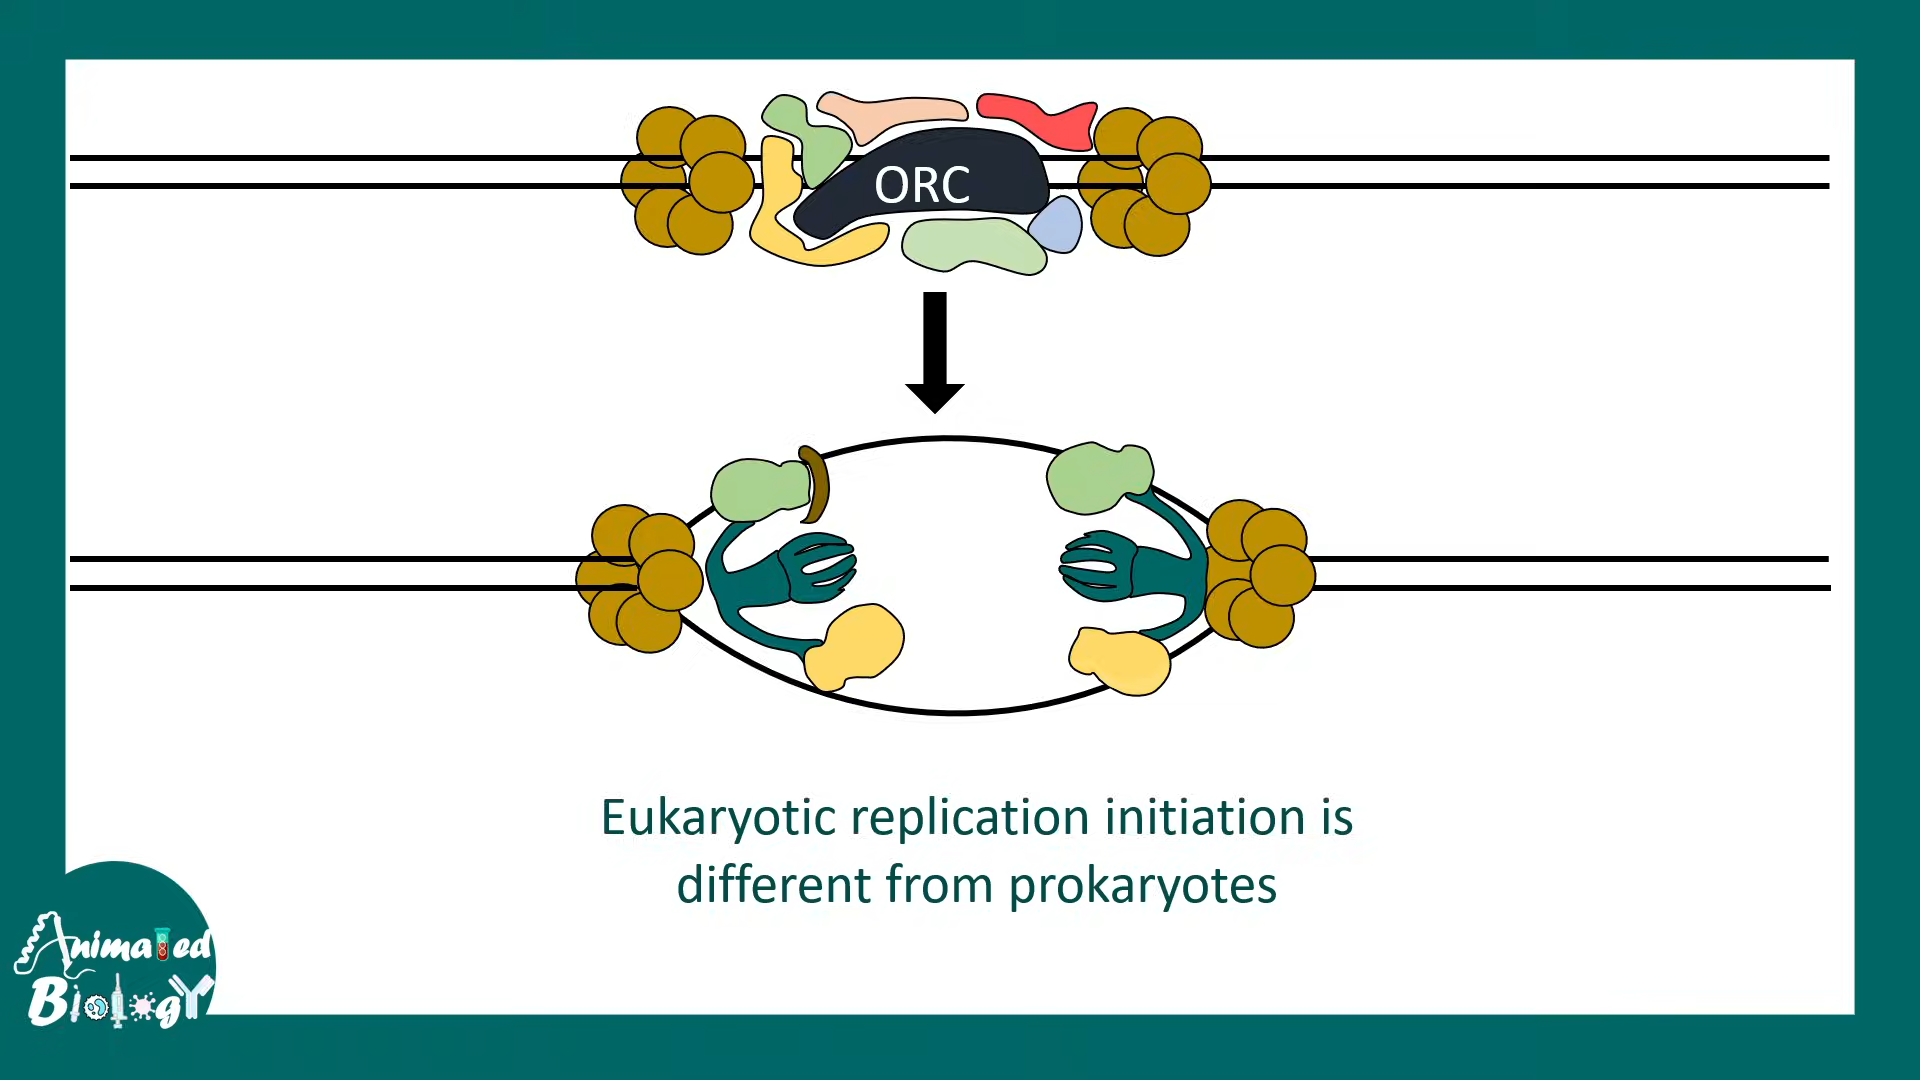 ORC
Eukaryotic replication initiation is
different from prokaryotes
Animated
Biology